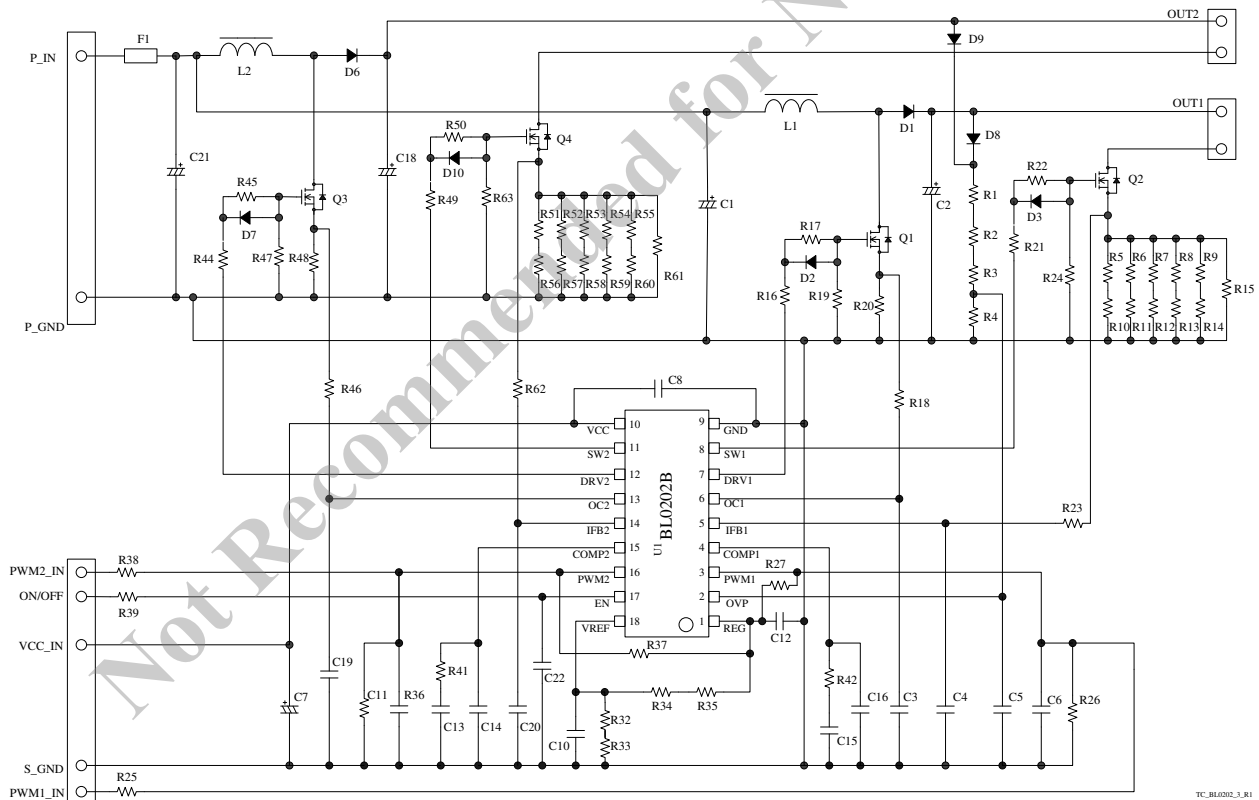 OUT2
F1
D9
P_IN
L2
D6
OUT1
L1
D1
R50
Q4
D8
C21
C18
D10
R22
Q2
R45
Q3
R49
R63
R1
D3
D7
R51 R52 R53 R54 R55
C1
C2
R17
Q1
R2
R21
R44
R47
R48
R61
D2
R5 R6 R7 R8 R9
R24
R56 R57 R58 R59 R60
R16
R19
R20
R3
R15
R4
R10 R11 R12 R13 R14
P_GND
R46
R62
C8
R18
VCC 10 9 GND
SW2 11 8 SW1
DRV2 12 7 DRV1
OC2 13 6 OC1
IFB2 14 5 IFB1
COMP2 15 4 COMP1
PWM2 16 3 PWM1
EN 17 2 OVP
VREF 18 1 REG
U1 BL0202B
R23
R38
R27
PWM2_IN
ON/OFF
R39
C12
VCC_IN
R37
C19
R41
C22
R42
C7
C11
R36
R34
R35
C16
C3
C4
C5
C6
R26
C13
C14
C20
R32
C10
R33
C15
S_GND
R25
PWM1_IN
TC_BL0202_3_R1
Not Recommended for N